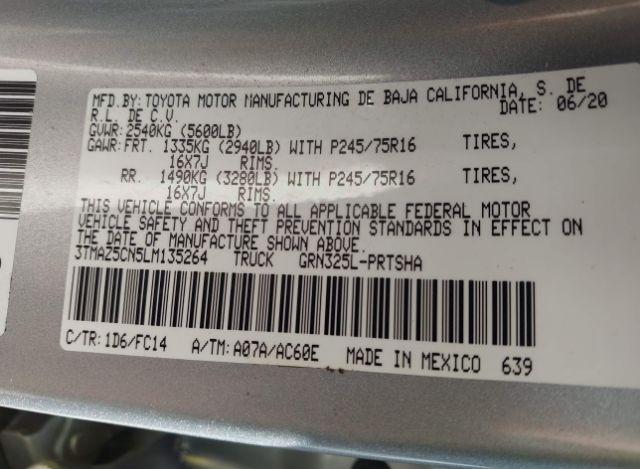 MFD.BY: TOYOTA MOTOR MANUFACTURING DE BAJA CALIFORNIA, S. DE
R.L. DE C.V. DATE: 06/20
GVWR: 2540KG (5600LB)
GAWR: FRT. 1335KG (2940LB) WITH P245/75R16 TIRES,
16X7J RIMS.
RR. 1490KG (3280LB) WITH P245/75R16 TIRES,
16X7J RIMS.
THIS VEHICLE CONFORMS TO ALL APPLICABLE FEDERAL MOTOR
VEHICLE SAFETY AND THEFT PREVENTION STANDARDS IN EFFECT ON
THE DATE OF MANUFACTURE SHOWN ABOVE.
3TMAZ5CN5LM135264 TRUCK GRN325L-PRTSHA
C/TR: 1D6/FC14 A/TM: A07A/AC60E MADE IN MEXICO 639